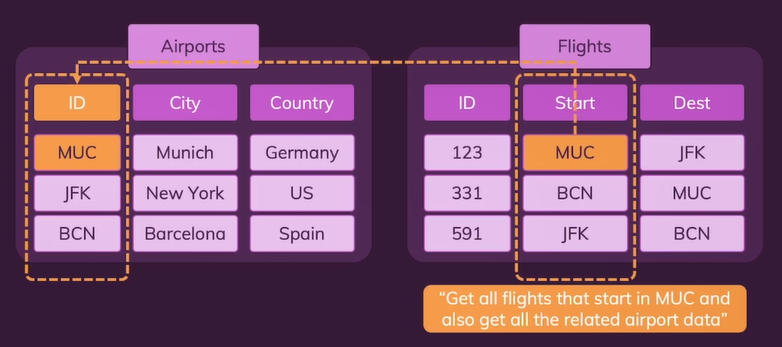 Airports
ID City Country
MUC Munich Germany
JFK New York US
BCN Barcelona Spain
Flights
ID Start Dest
123 MUC JFK
331 BCN MUC
591 JFK BCN
“Get all flights that start in MUC and
also get all the related airport data”